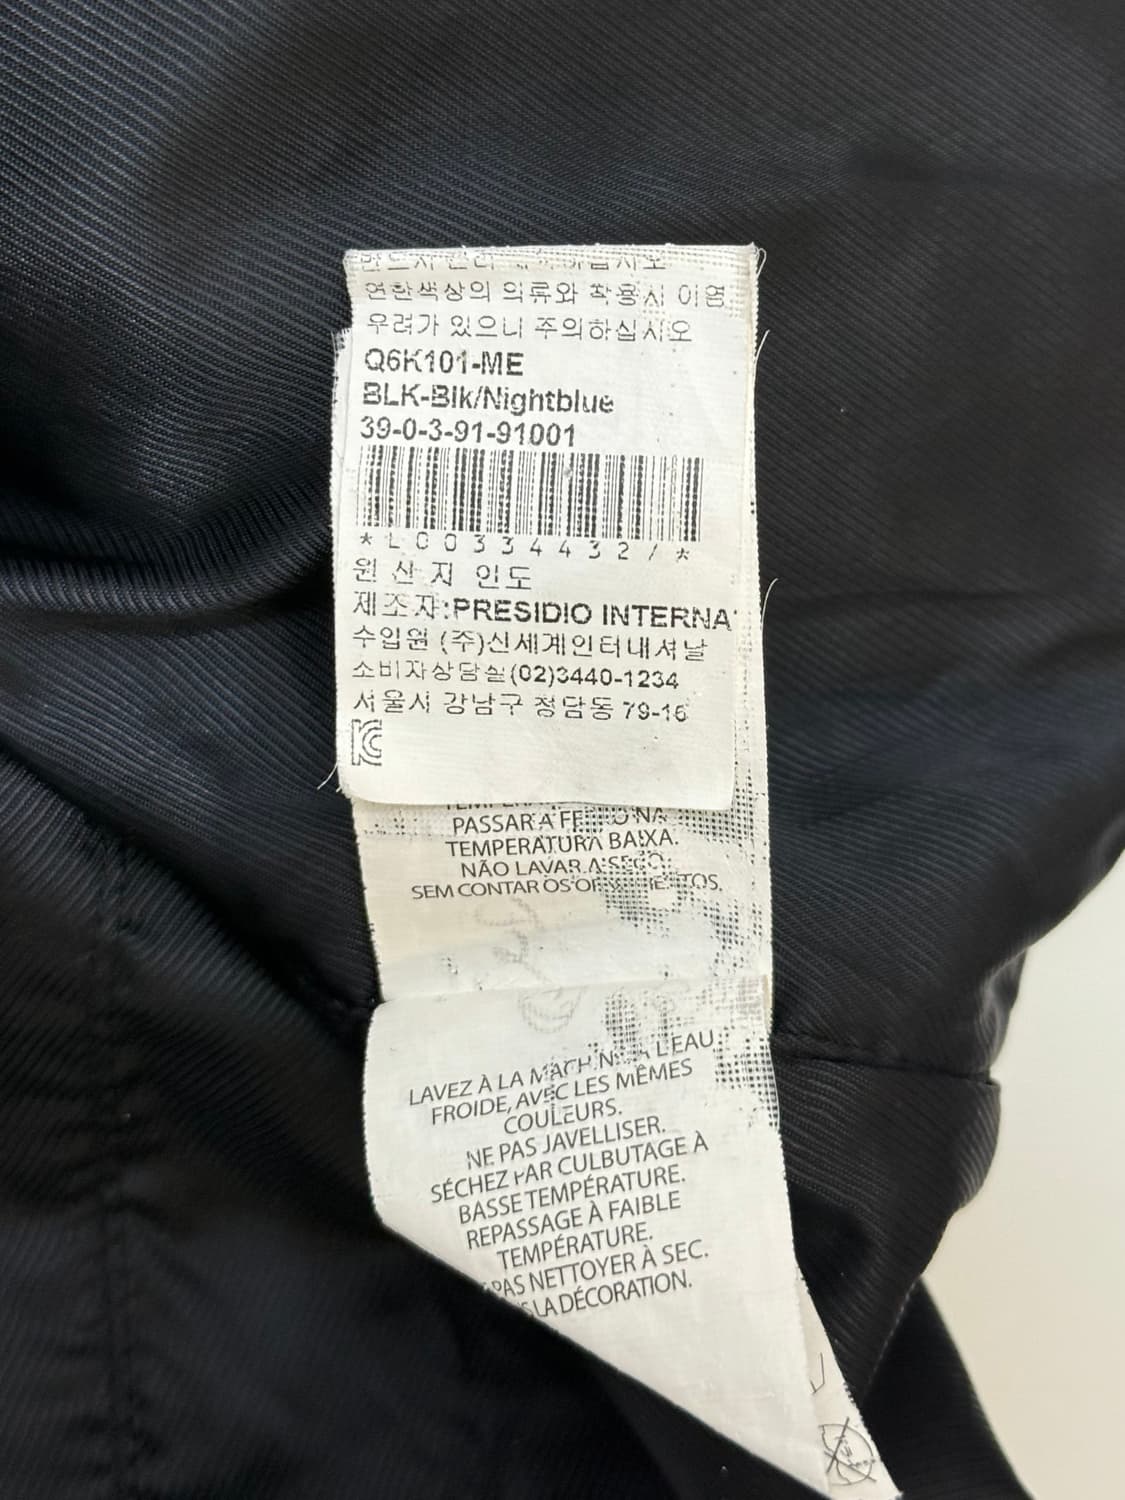 연한색상의 의류와 착용시 이염
우려가 있으니 주의하십시오
Q6K101-ME
BLK-Blk/Nightblue
39-0-3-91-91001
원산지 인도
제조자:PRESIDIO INTERNA
수입원 (주)신세계인터내셔날
소비자상담실(02)3440-1234
서울시 강남구 청담동 79-16
PASSAR A
TEMPERATURA BAIXA.
NÃO LAVAR A SECO.
SEM CONTAR OS
LAVEZ À LA MACHINE À L'EAU
FROIDE, AVEC LES MÊMES
COULEURS.
NE PAS JAVELLISER.
SÉCHEZ PAR CULBUTAGE À
BASSE TEMPÉRATURE.
REPASSAGE À FAIBLE
TEMPÉRATURE.
PAS NETTOYER À SEC.
LA DÉCORATION.